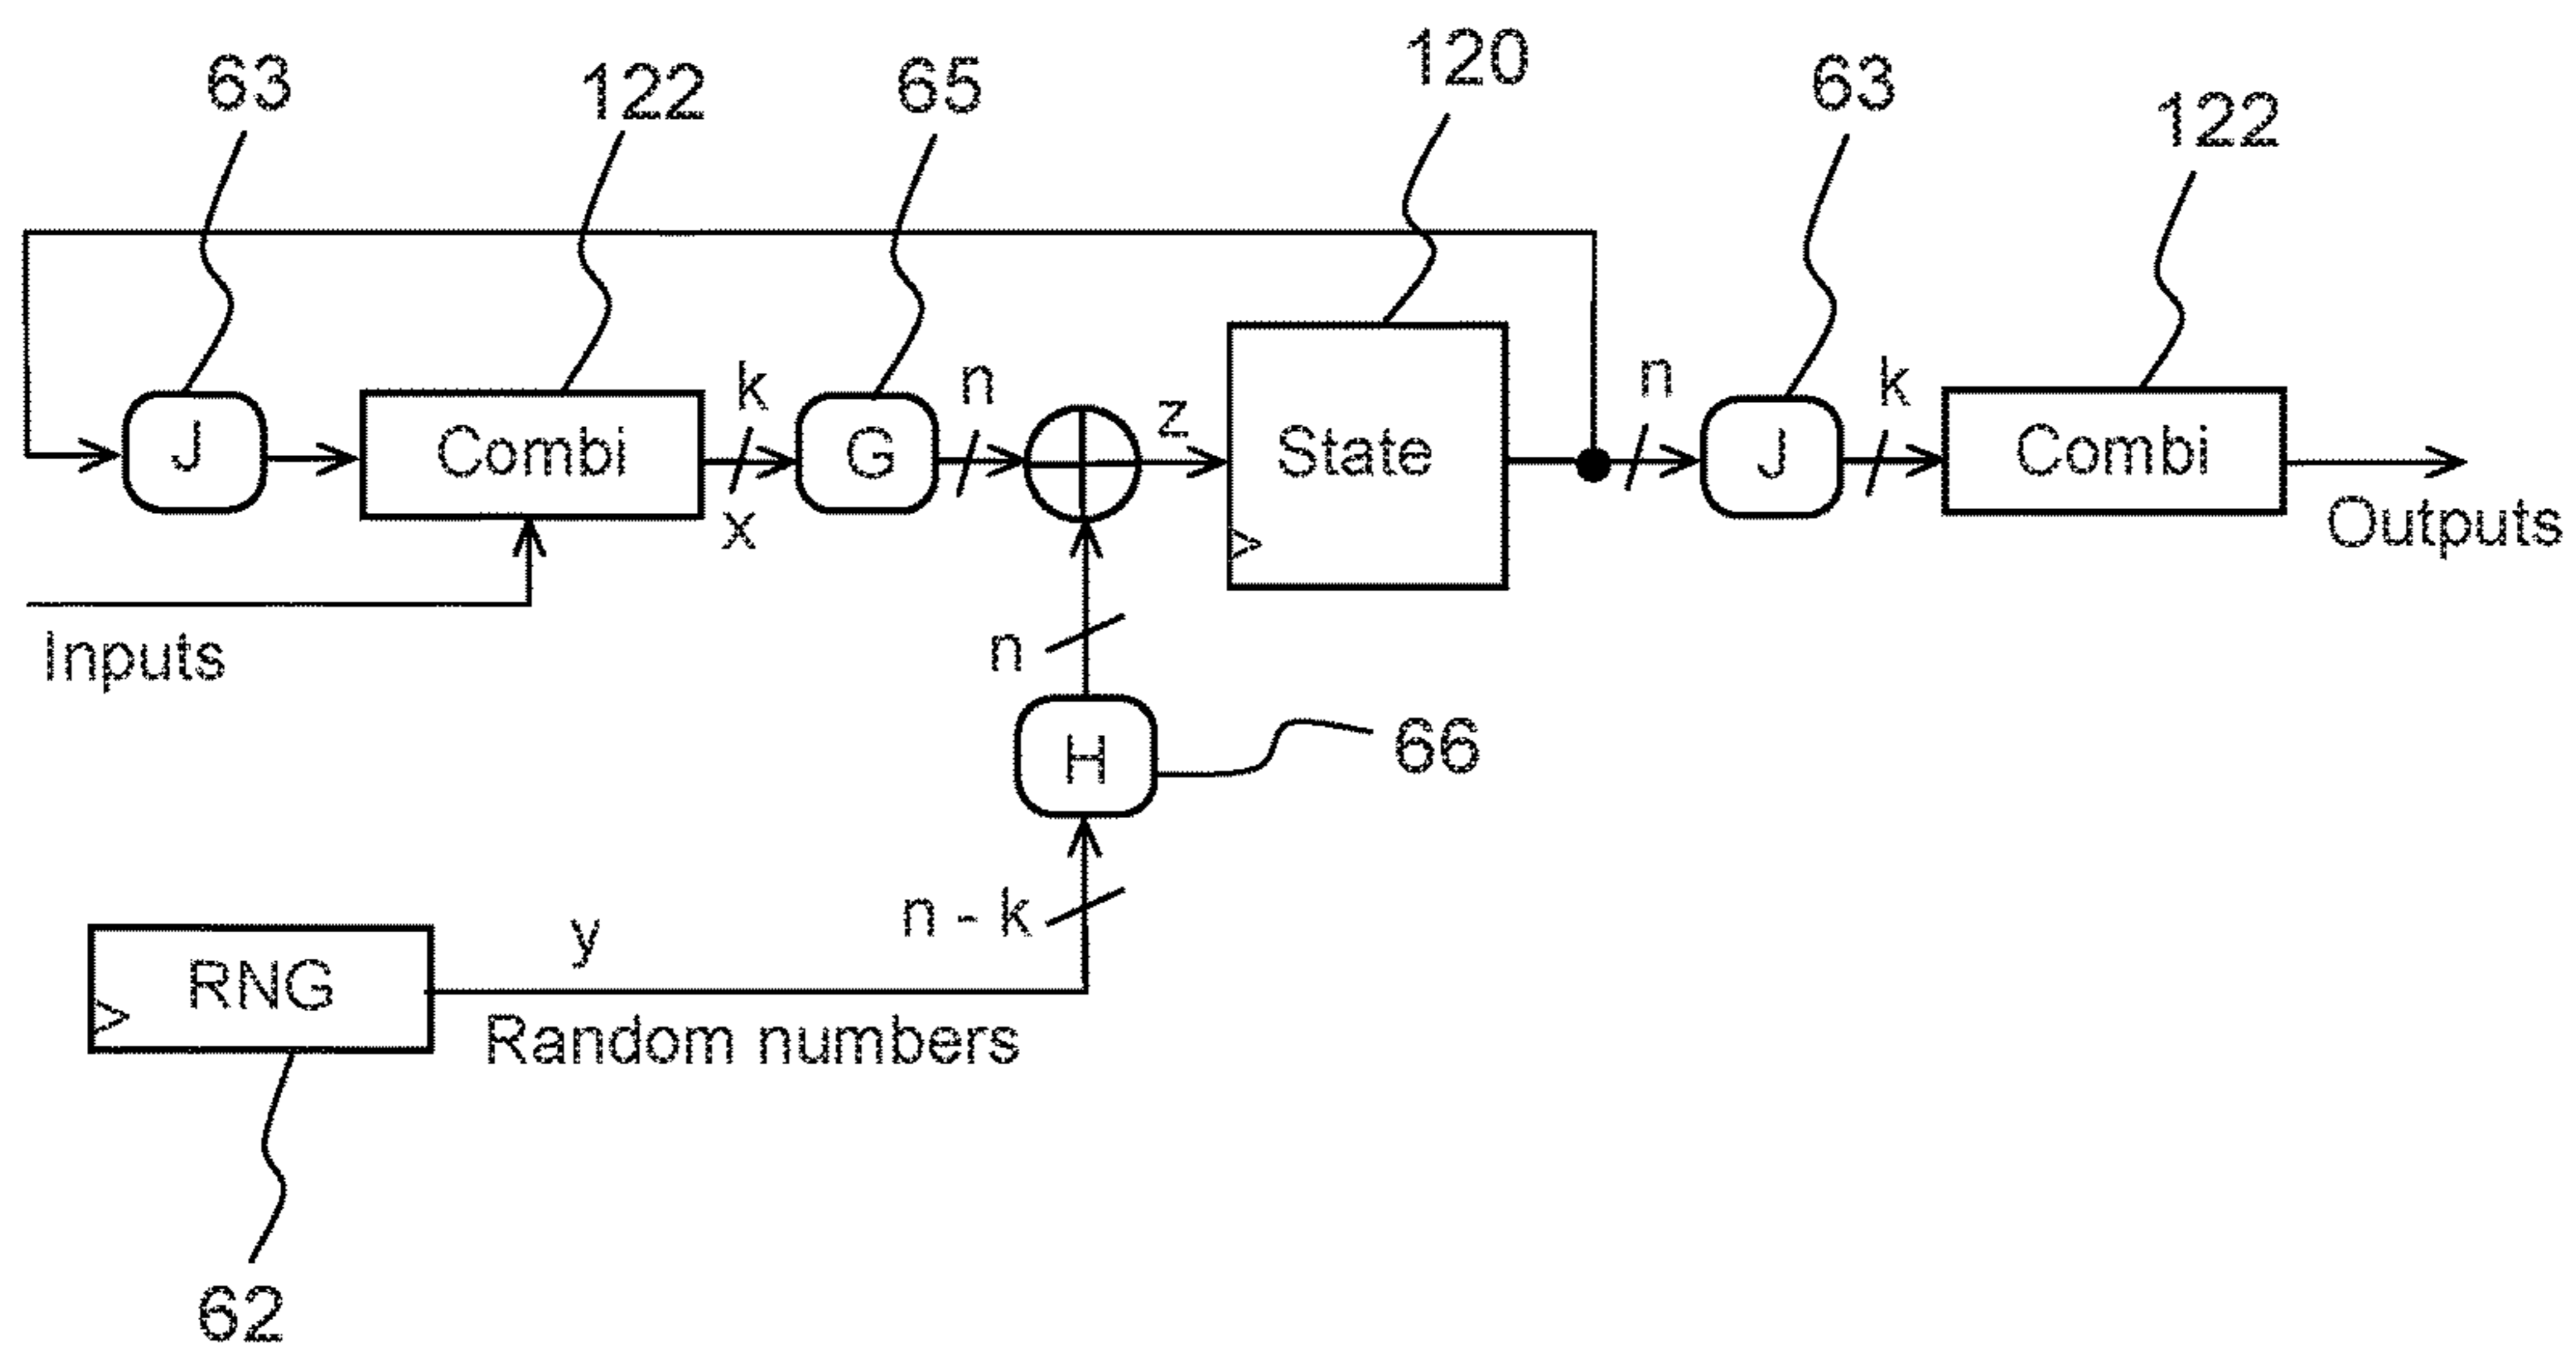 63
122
65
120
63
122
J
Combi
k
x
G
n
z
State
n
J
k
Combi
Outputs
Inputs
n
H
66
n - k
y
RNG
Random numbers
62